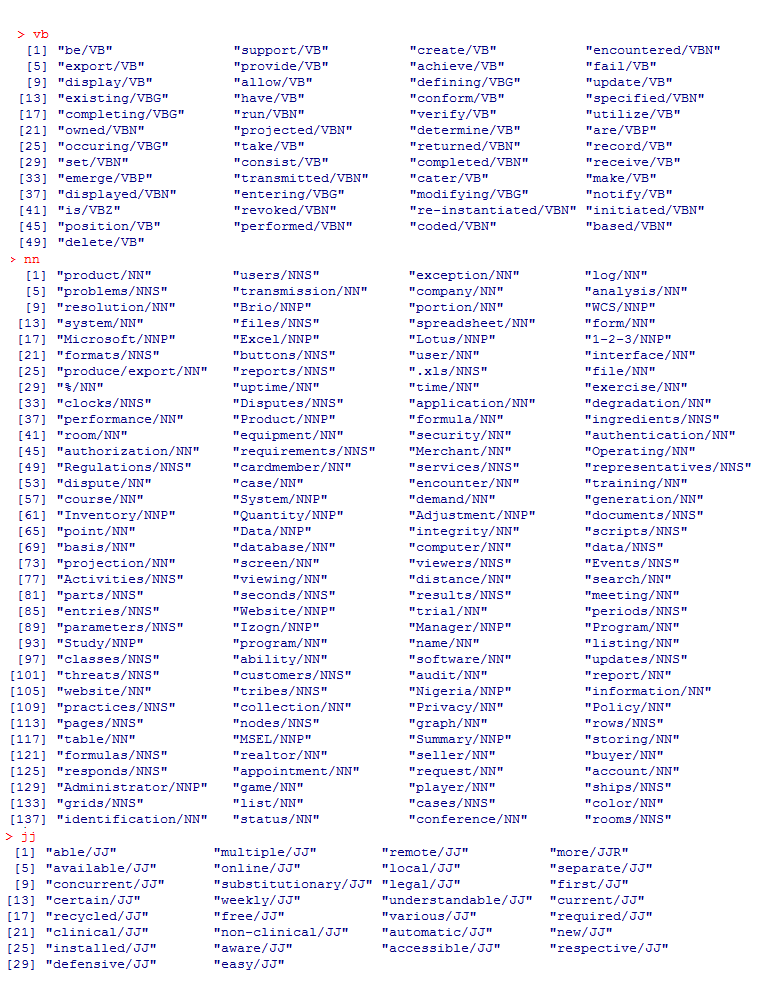 > vb
[1] "be/VB" "support/VB" "create/VB" "encountered/VBN"
[5] "export/VB" "provide/VB" "achieve/VB" "fail/VB"
[9] "display/VB" "allow/VB" "defining/VBG" "update/VB"
[13] "existing/VBG" "have/VB" "conform/VB" "specified/VBN"
[17] "completing/VBG" "run/VBN" "verify/VB" "utilize/VB"
[21] "owned/VBN" "projected/VBN" "determine/VB" "are/VBP"
[25] "occuring/VBG" "take/VB" "returned/VBN" "record/VB"
[29] "set/VBN" "consist/VB" "completed/VBN" "receive/VB"
[33] "emerge/VBP" "transmitted/VBN" "cater/VB" "make/VB"
[37] "displayed/VBN" "entering/VBG" "modifying/VBG" "notify/VB"
[41] "is/VBZ" "revoked/VBN" "re-instantiated/VBN" "initiated/VBN"
[45] "position/VB" "performed/VBN" "coded/VBN" "based/VBN"
[49] "delete/VB"
> nn
[1] "product/NN" "users/NNS" "exception/NN" "log/NN"
[5] "problems/NNS" "transmission/NN" "company/NN" "analysis/NN"
[9] "resolution/NN" "Brio/NNP" "portion/NN" "WCS/NNP"
[13] "system/NN" "files/NNS" "spreadsheet/NN" "form/NN"
[17] "Microsoft/NNP" "Excel/NNP" "Lotus/NNP" "1-2-3/NNP"
[21] "formats/NNS" "buttons/NNS" "user/NN" "interface/NN"
[25] "produce/export/NN" "reports/NNS" ".xls/NNS" "file/NN"
[29] "%/NN" "uptime/NN" "time/NN" "exercise/NN"
[33] "clocks/NNS" "Disputes/NNS" "application/NN" "degradation/NN"
[37] "performance/NN" "Product/NNP" "formula/NN" "ingredients/NNS"
[41] "room/NN" "equipment/NN" "security/NN" "authentication/NN"
[45] "authorization/NN" "requirements/NNS" "Merchant/NN" "Operating/NN"
[49] "Regulations/NNS" "cardmember/NN" "services/NNS" "representatives/NNS"
[53] "dispute/NN" "case/NN" "encounter/NN" "training/NN"
[57] "course/NN" "System/NNP" "demand/NN" "generation/NN"
[61] "Inventory/NNP" "Quantity/NNP" "Adjustment/NNP" "documents/NNS"
[65] "point/NN" "Data/NNP" "integrity/NN" "scripts/NNS"
[69] "basis/NN" "database/NN" "computer/NN" "data/NNS"
[73] "projection/NN" "screen/NN" "viewers/NNS" "Events/NNS"
[77] "Activities/NNS" "viewing/NN" "distance/NN" "search/NN"
[81] "parts/NNS" "seconds/NNS" "results/NNS" "meeting/NN"
[85] "entries/NNS" "Website/NNP" "trial/NN" "periods/NNS"
[89] "parameters/NNS" "Izogn/NNP" "Manager/NNP" "Program/NN"
[93] "Study/NNP" "program/NN" "name/NN" "listing/NN"
[97] "classes/NNS" "ability/NN" "software/NN" "updates/NNS"
[101] "threats/NNS" "customers/NNS" "audit/NN" "report/NN"
[105] "website/NN" "tribes/NNS" "Nigeria/NNP" "information/NN"
[109] "practices/NNS" "collection/NN" "Privacy/NN" "Policy/NN"
[113] "pages/NNS" "nodes/NNS" "graph/NN" "rows/NNS"
[117] "table/NN" "MSEL/NNP" "Summary/NNP" "storing/NN"
[121] "formulas/NNS" "realtor/NN" "seller/NN" "buyer/NN"
[125] "responds/NNS" "appointment/NN" "request/NN" "account/NN"
[129] "Administrator/NNP" "game/NN" "player/NN" "ships/NNS"
[133] "grids/NNS" "list/NN" "cases/NNS" "color/NN"
[137] "identification/NN" "status/NN" "conference/NN" "rooms/NNS"
> jj
[1] "able/JJ" "multiple/JJ" "remote/JJ" "more/JJR"
[5] "available/JJ" "online/JJ" "local/JJ" "separate/JJ"
[9] "concurrent/JJ" "substitutionary/JJ" "legal/JJ" "first/JJ"
[13] "certain/JJ" "weekly/JJ" "understandable/JJ" "current/JJ"
[17] "recycled/JJ" "free/JJ" "various/JJ" "required/JJ"
[21] "clinical/JJ" "non-clinical/JJ" "automatic/JJ" "new/JJ"
[25] "installed/JJ" "aware/JJ" "accessible/JJ" "respective/JJ"
[29] "defensive/JJ" "easy/JJ"